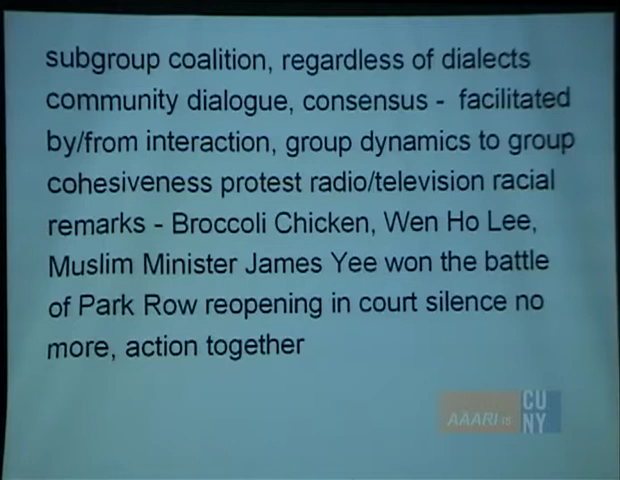 subgroup coalition, regardless of dialects
community dialogue, consensus - facilitated
by/from interaction, group dynamics to group
cohesiveness protest radio/television racial
remarks - Broccoli Chicken, Wen Ho Lee,
Muslim Minister James Yee won the battle
of Park Row reopening in court silence no
more, action together
AAARI is CU
NY